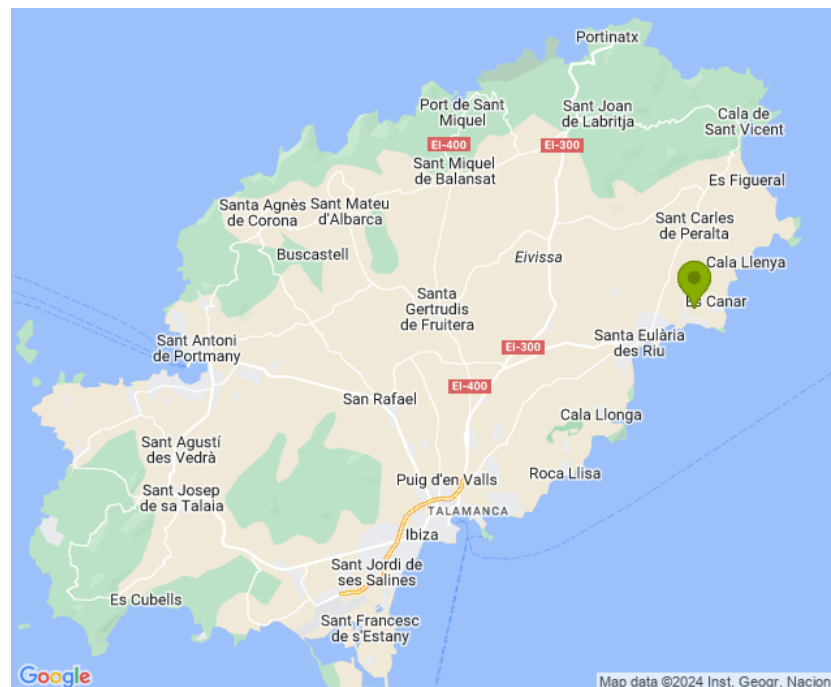 Portinatx
Port de Sant
Miquel
Sant Joan
de Labritja
Cala de
Sant Vicent
EI-400
EI-300
Sant Miquel
de Balansat
Es Figueral
Santa Agnès
de Corona
Sant Mateu
d'Albarca
Sant Carles
de Peralta
Buscastell
Eivissa
Cala Llenya
Santa
Gertrudis
de Fruitera
Es Canar
Sant Antoni
de Portmany
Santa Eulària
des Riu
EI-300
EI-400
San Rafael
Cala Llonga
Sant Agustí
des Vedrà
Roca Llisa
Puig d'en Valls
Sant Josep
de sa Talaia
TALAMANCA
Ibiza
Sant Jordi de
ses Salines
Es Cubells
Sant Francesc
de s'Estany
Google
Map data ©2024 Inst. Geogr. Nacion